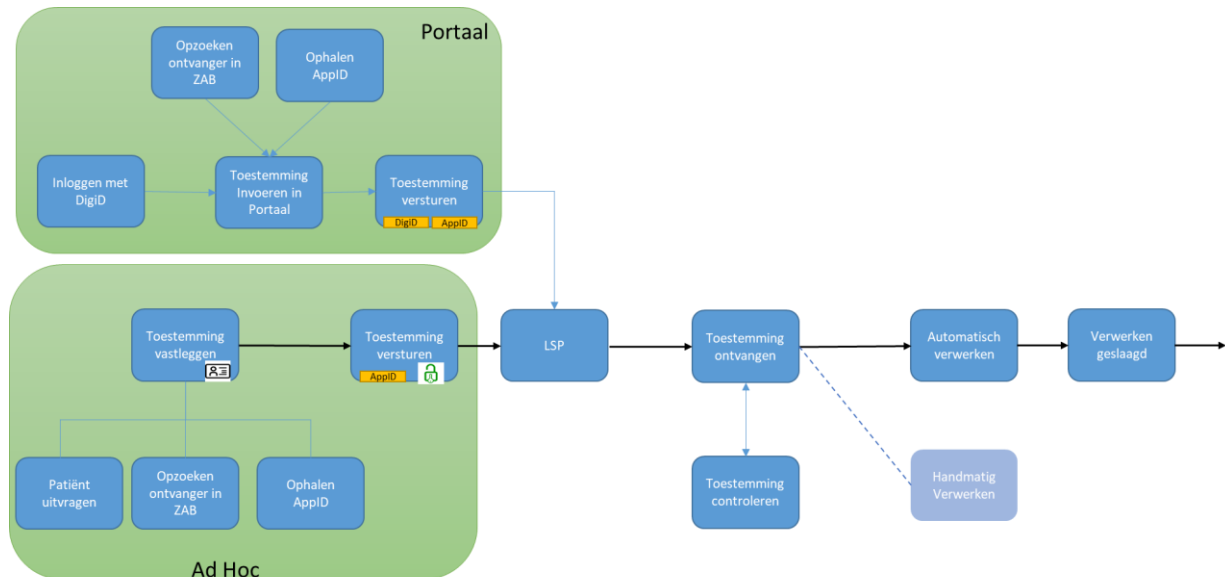 Portaal
Opzoeken
ontvanger in
ZAB
Ophalen
AppID
Inloggen met
DigiD
Toestemming
Invoeren in
Portaal
Toestemming
versturen
DigiD
AppID
Toestemming
vastleggen
Toestemming
versturen
AppID
LSP
Toestemming
ontvangen
Automatisch
verwerken
Verwerken
geslaagd
Patiënt
uitvragen
Opzoeken
ontvanger in
ZAB
Ophalen
AppID
Toestemming
controleren
Handmatig
Verwerken
Ad Hoc